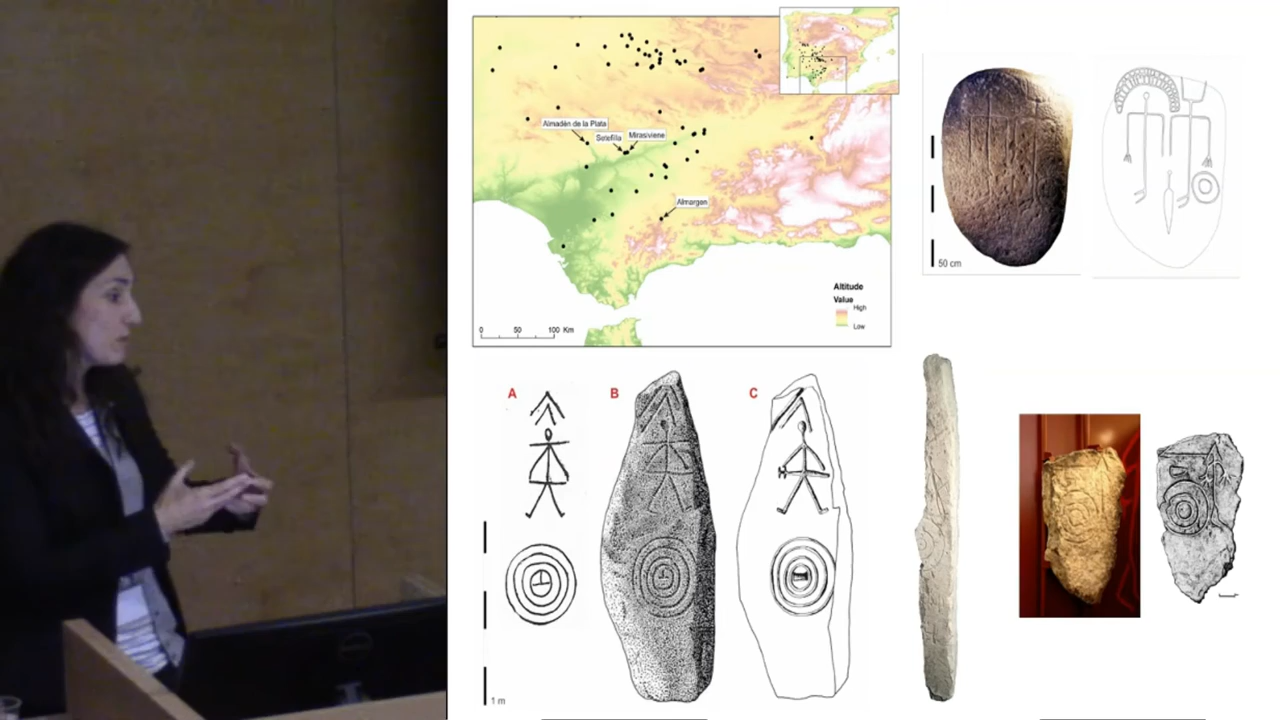 Almadén de la Plata
Setefilla
Mirasiviene
Almargen
Altitude
Value
High
Low
0 50 100 Km
50 cm
A
B
C
1 m